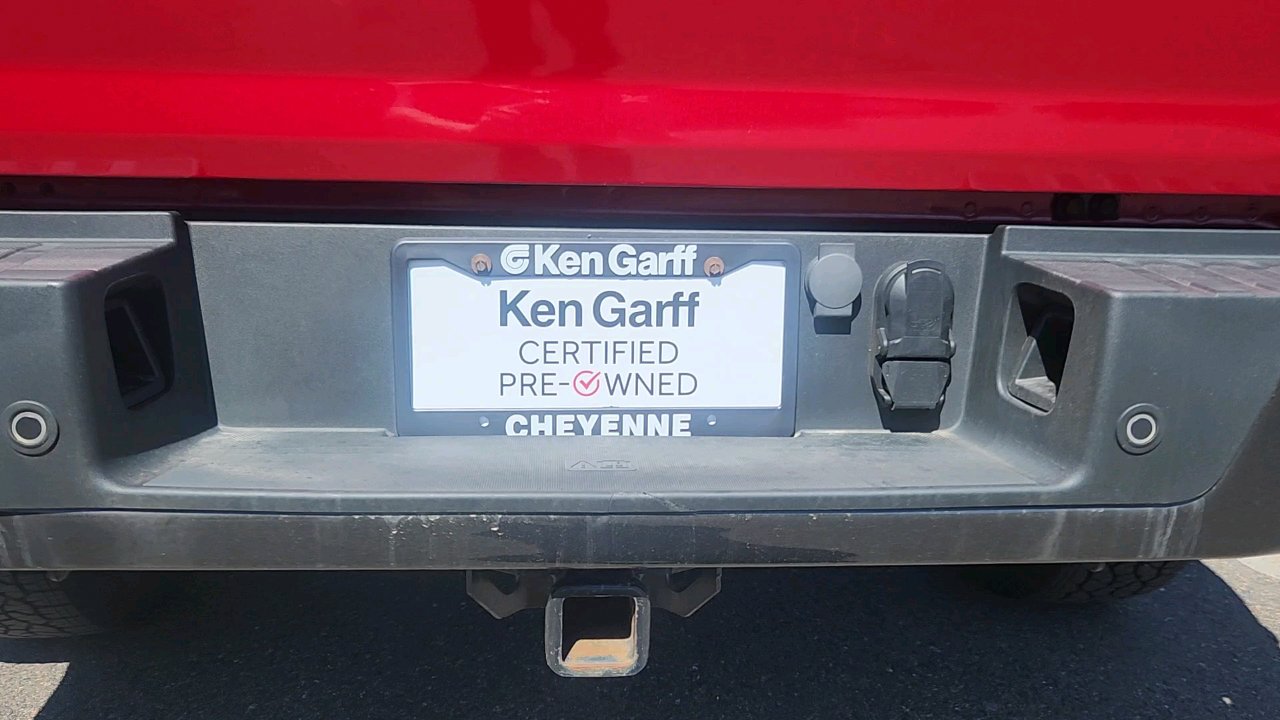 Ken Garff
Ken Garff
CERTIFIED
PRE-OWNED
CHEYENNE